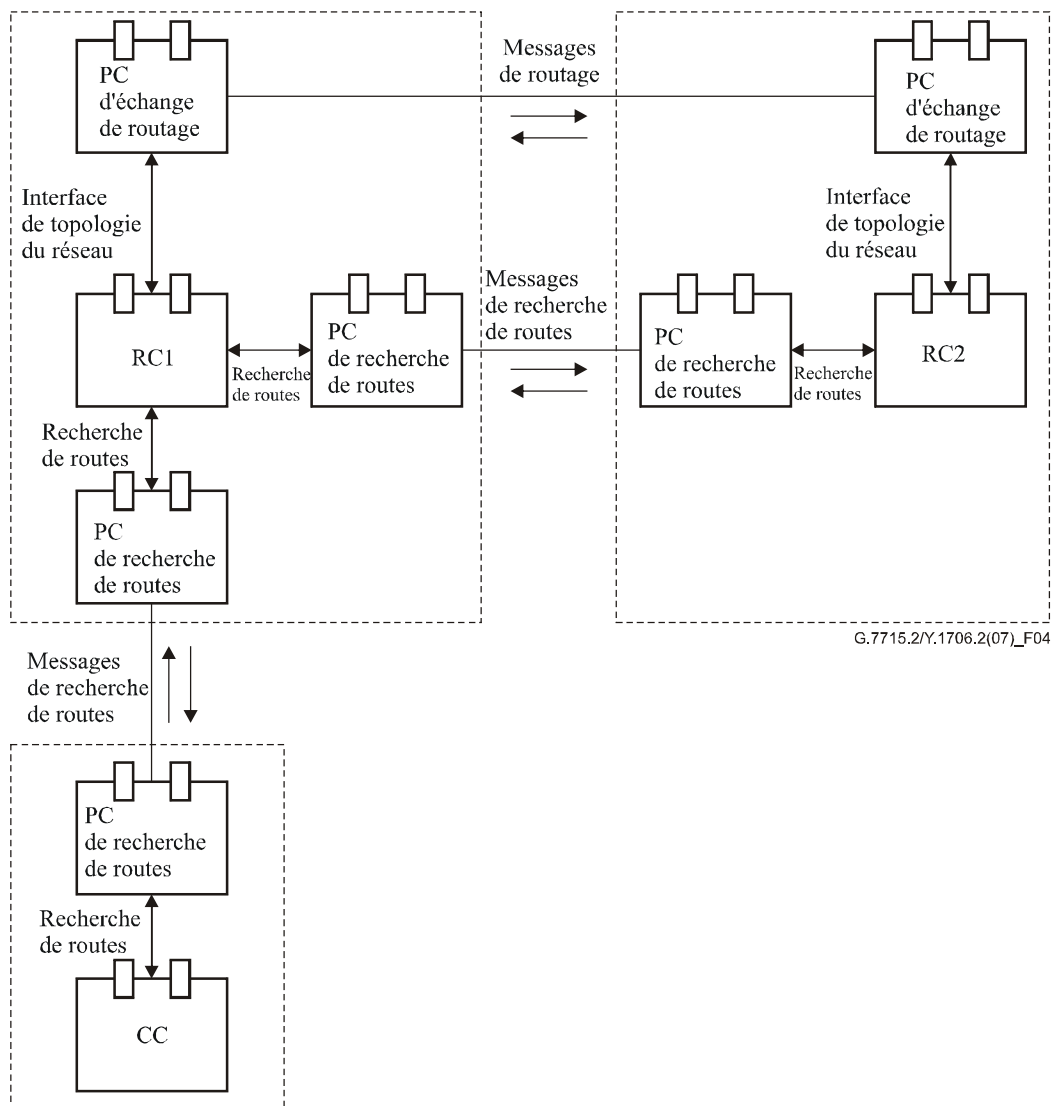 PC
d'échange
de routage
Messages
de routage
PC
d'échange
de routage
Interface
de topologie
du réseau
Interface
de topologie
du réseau
RC1
Recherche
de routes
PC
de recherche
de routes
Messages
de recherche
de routes
PC
de recherche
de routes
Recherche
de routes
RC2
Recherche
de routes
PC
de recherche
de routes
G.7715.2/Y.1706.2(07)_F04
Messages
de recherche
de routes
PC
de recherche
de routes
Recherche
de routes
CC